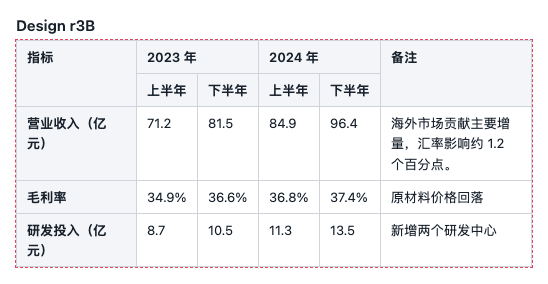 Design r3B
指标 2023 年 2024 年 备注
上半年 下半年 上半年 下半年
营业收入（亿
元） 71.2 81.5 84.9 96.4 海外市场贡献主要增
量，汇率影响约 1.2
个百分点。
毛利率 34.9% 36.6% 36.8% 37.4% 原材料价格回落
研发投入（亿
元） 8.7 10.5 11.3 13.5 新增两个研发中心